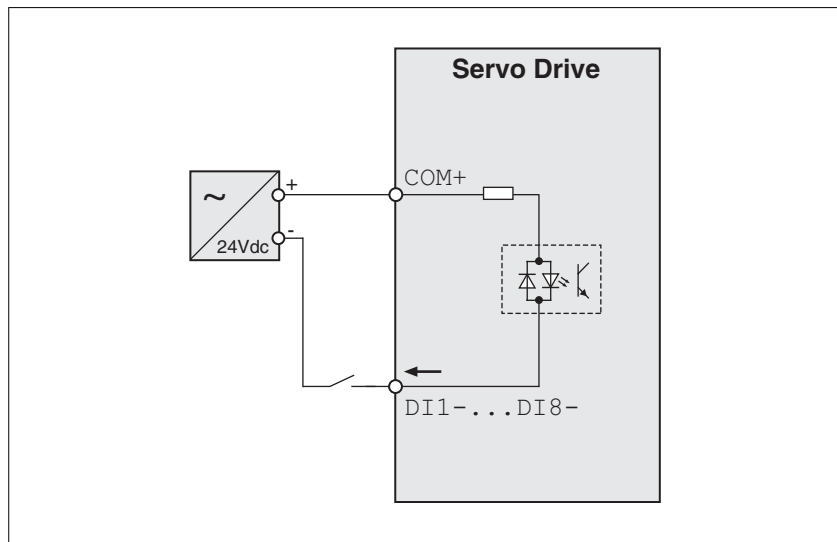 Servo Drive
COM+
~
+
-
24Vdc
DI1-...DI8-